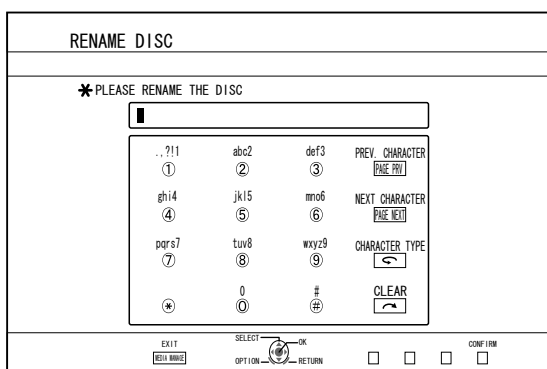 RENAME DISC
✱ PLEASE RENAME THE DISC
.,?!1 abc2 def3 PREV. CHARACTER
① ② ③ PAGE PRV
ghi4 jkl5 mno6 NEXT CHARACTER
④ ⑤ ⑥ PAGE NEXT
pqrs7 tuv8 wxyz9 CHARACTER TYPE
⑦ ⑧ ⑨
0 # CLEAR
✱ 0 #
EXIT SELECT OK CONFIRM
MEDIA MANAGE OPTION RETURN